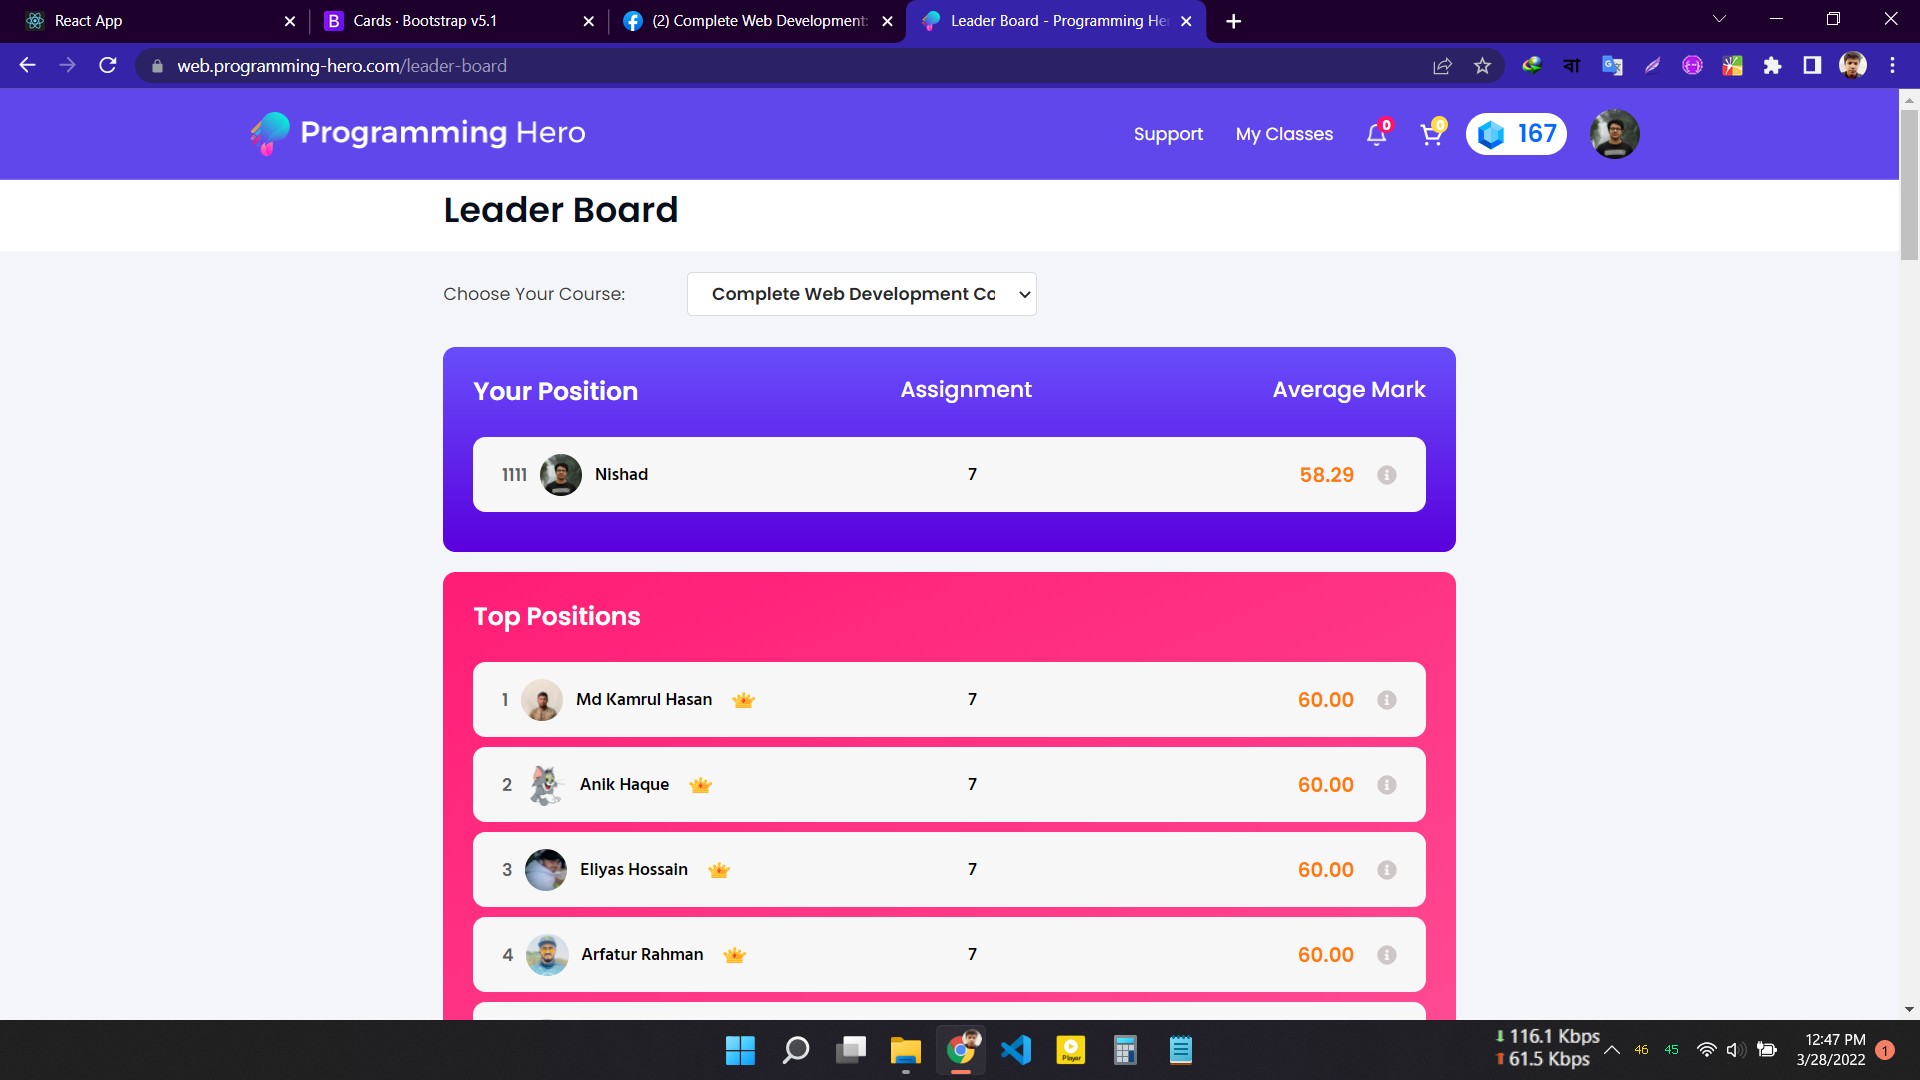 React App
Cards · Bootstrap v5.1
(2) Complete Web Development
Leader Board - Programming He
web.programming-hero.com/leader-board
বা
Programming Hero
Support
My Classes
0
0
167
Leader Board
Choose Your Course:
Complete Web Development Co
Your Position
Assignment
Average Mark
1111
Nishad
7
58.29
Top Positions
1
Md Kamrul Hasan
7
60.00
2
Anik Haque
7
60.00
3
Eliyas Hossain
7
60.00
4
Arfatur Rahman
7
60.00
Player
116.1 Kbps
61.5 Kbps
46
45
12:47 PM
3/28/2022
1